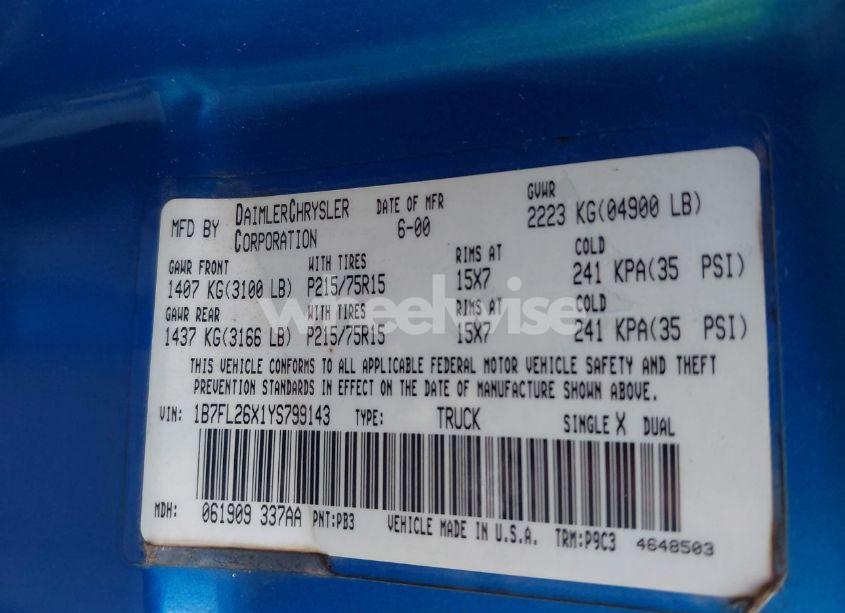 MFD BY DAIMLERCHRYSLER CORPORATION DATE OF MFR 6-00 GVWR 2223 KG(04900 LB)
GAWR FRONT WITH TIRES RIMS AT COLD
1407 KG(3100 LB) P215/75R15 15X7 241 KPA(35 PSI)
GAWR REAR WITH TIRES RIMS AT COLD
1437 KG(3166 LB) P215/75R15 15X7 241 KPA(35 PSI)
THIS VEHICLE CONFORMS TO ALL APPLICABLE FEDERAL MOTOR VEHICLE SAFETY AND THEFT
PREVENTION STANDARDS IN EFFECT ON THE DATE OF MANUFACTURE SHOWN ABOVE.
VIN: 1B7FL26X1YS799143 TYPE: TRUCK SINGLE X DUAL
MDH: 061909 337AA PNT:PB3 VEHICLE MADE IN U.S.A. TRM:P9C3 4648503
wheelwise